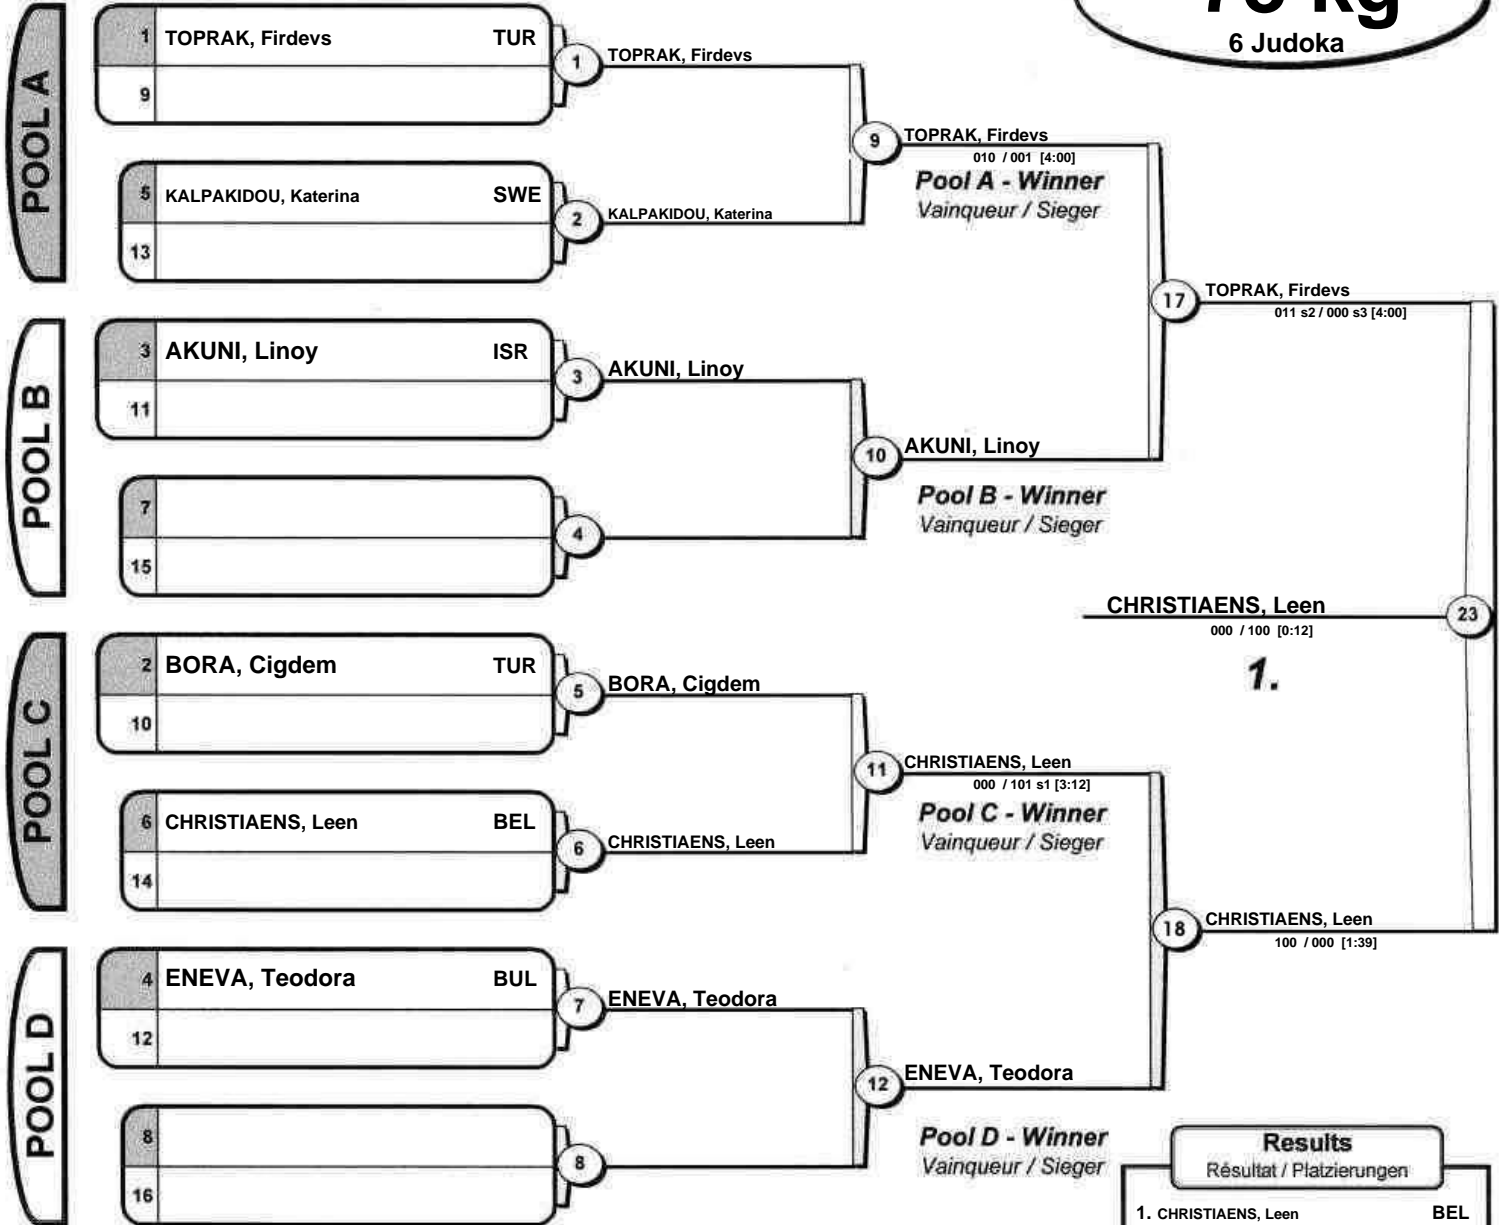 6 Judoka
POOL A
1 TOPRAK, Firdevs TUR
9
1 TOPRAK, Firdevs
5 KALPAKIDOU, Katerina SWE
13
2 KALPAKIDOU, Katerina
9 TOPRAK, Firdevs
010 / 001 [4:00]
Pool A - Winner
Vainqueur / Sieger
POOL B
3 AKUNI, Linoy ISR
11
3 AKUNI, Linoy
7
15
4
10 AKUNI, Linoy
Pool B - Winner
Vainqueur / Sieger
17 TOPRAK, Firdevs
011 s2 / 000 s3 [4:00]
CHRISTIAENS, Leen 23
000 / 100 [0:12]
1.
POOL C
2 BORA, Cigdem TUR
10
5 BORA, Cigdem
6 CHRISTIAENS, Leen BEL
14
6 CHRISTIAENS, Leen
11 CHRISTIAENS, Leen
000 / 101 s1 [3:12]
Pool C - Winner
Vainqueur / Sieger
18 CHRISTIAENS, Leen
100 / 000 [1:39]
POOL D
4 ENEVA, Teodora BUL
12
7 ENEVA, Teodora
8
16
8
12 ENEVA, Teodora
Pool D - Winner
Vainqueur / Sieger
Results
Résultat / Platzierungen
1. CHRISTIAENS, Leen BEL